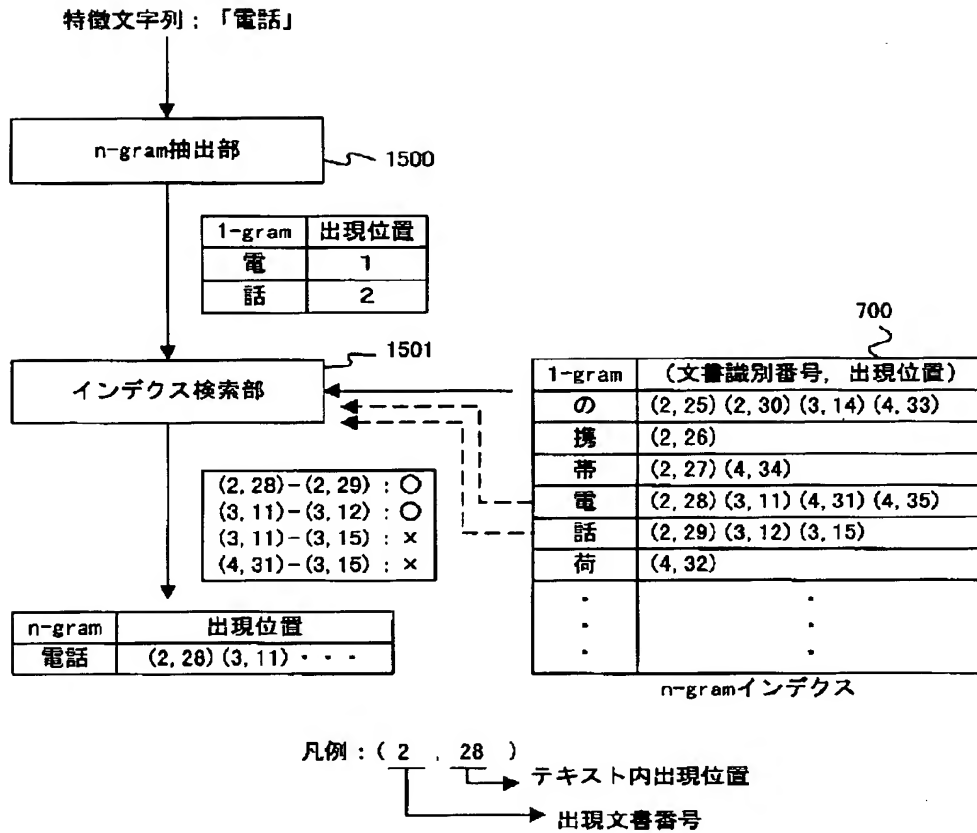 特徴文字列：「電話」
n-gram抽出部
1500
1-gram 出現位置
電 1
話 2
1501
インデクス検索部
700
1-gram (文書識別番号, 出現位置)
の (2, 25) (2, 30) (3, 14) (4, 33)
携 (2, 26)
帯 (2, 27) (4, 34)
電 (2, 28) (3, 11) (4, 31) (4, 35)
話 (2, 29) (3, 12) (3, 15)
荷 (4, 32)
・ ・
・ ・
・ ・
n-gramインデクス
(2, 28)-(2, 29) : ○
(3, 11)-(3, 12) : ○
(3, 11)-(3, 15) : ×
(4, 31)-(3, 15) : ×
n-gram 出現位置
電話 (2, 28) (3, 11) ・ ・ ・
凡例：( 2 , 28 )
テキスト内出現位置
出現文書番号